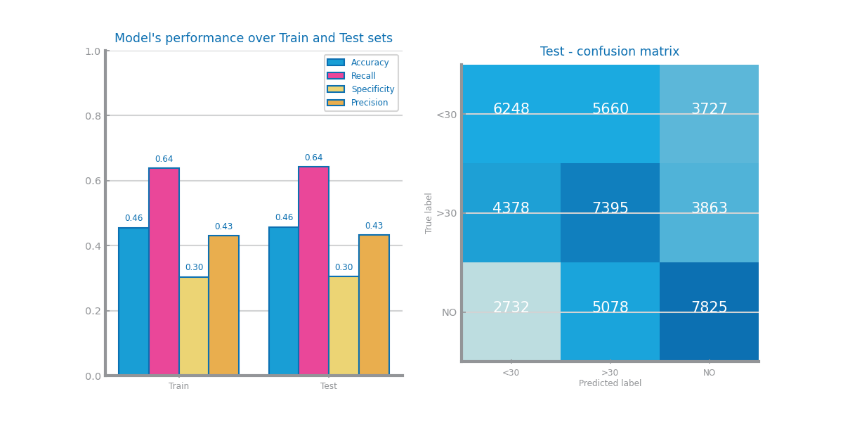 Model's performance over Train and Test sets
1.0
0.8
0.6
0.4
0.2
0.0
Accuracy
Recall
Specificity
Precision
0.46
0.64
0.30
0.43
0.46
0.64
0.30
0.43
Train
Test
Test - confusion matrix
True label
<30
6248 5660 3727
>30
4378 7395 3863
NO
2732 5078 7825
<30 >30 NO
Predicted label